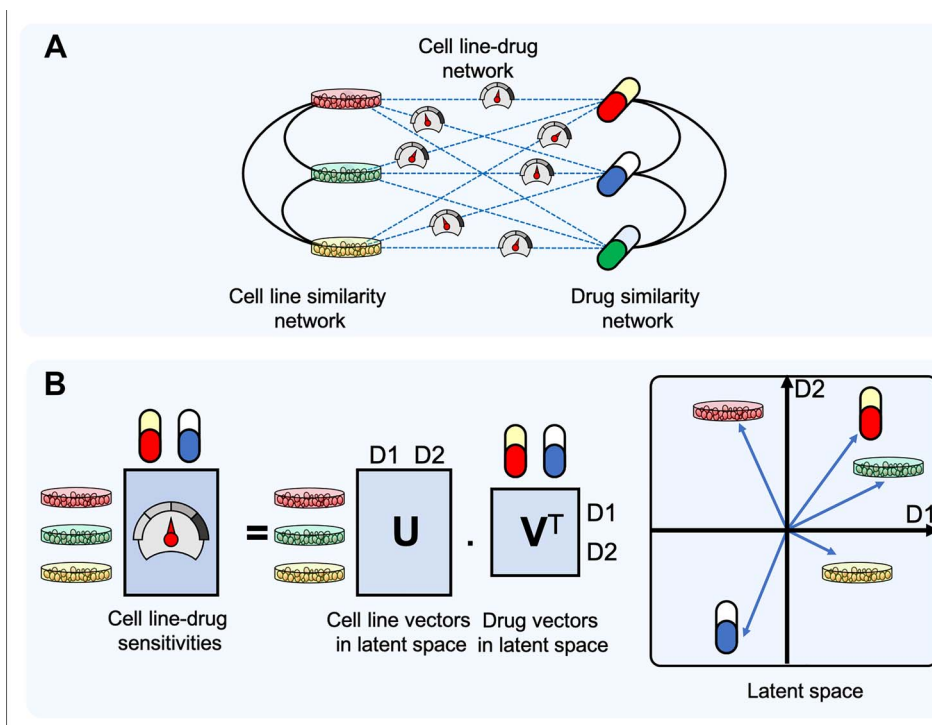 A
Cell line-drug
network
Cell line similarity
network
Drug similarity
network
B
D1 D2
U
.
V^T
D1
D2
=
Cell line-drug
sensitivities
Cell line vectors
in latent space
Drug vectors
in latent space
D2
D1
Latent space